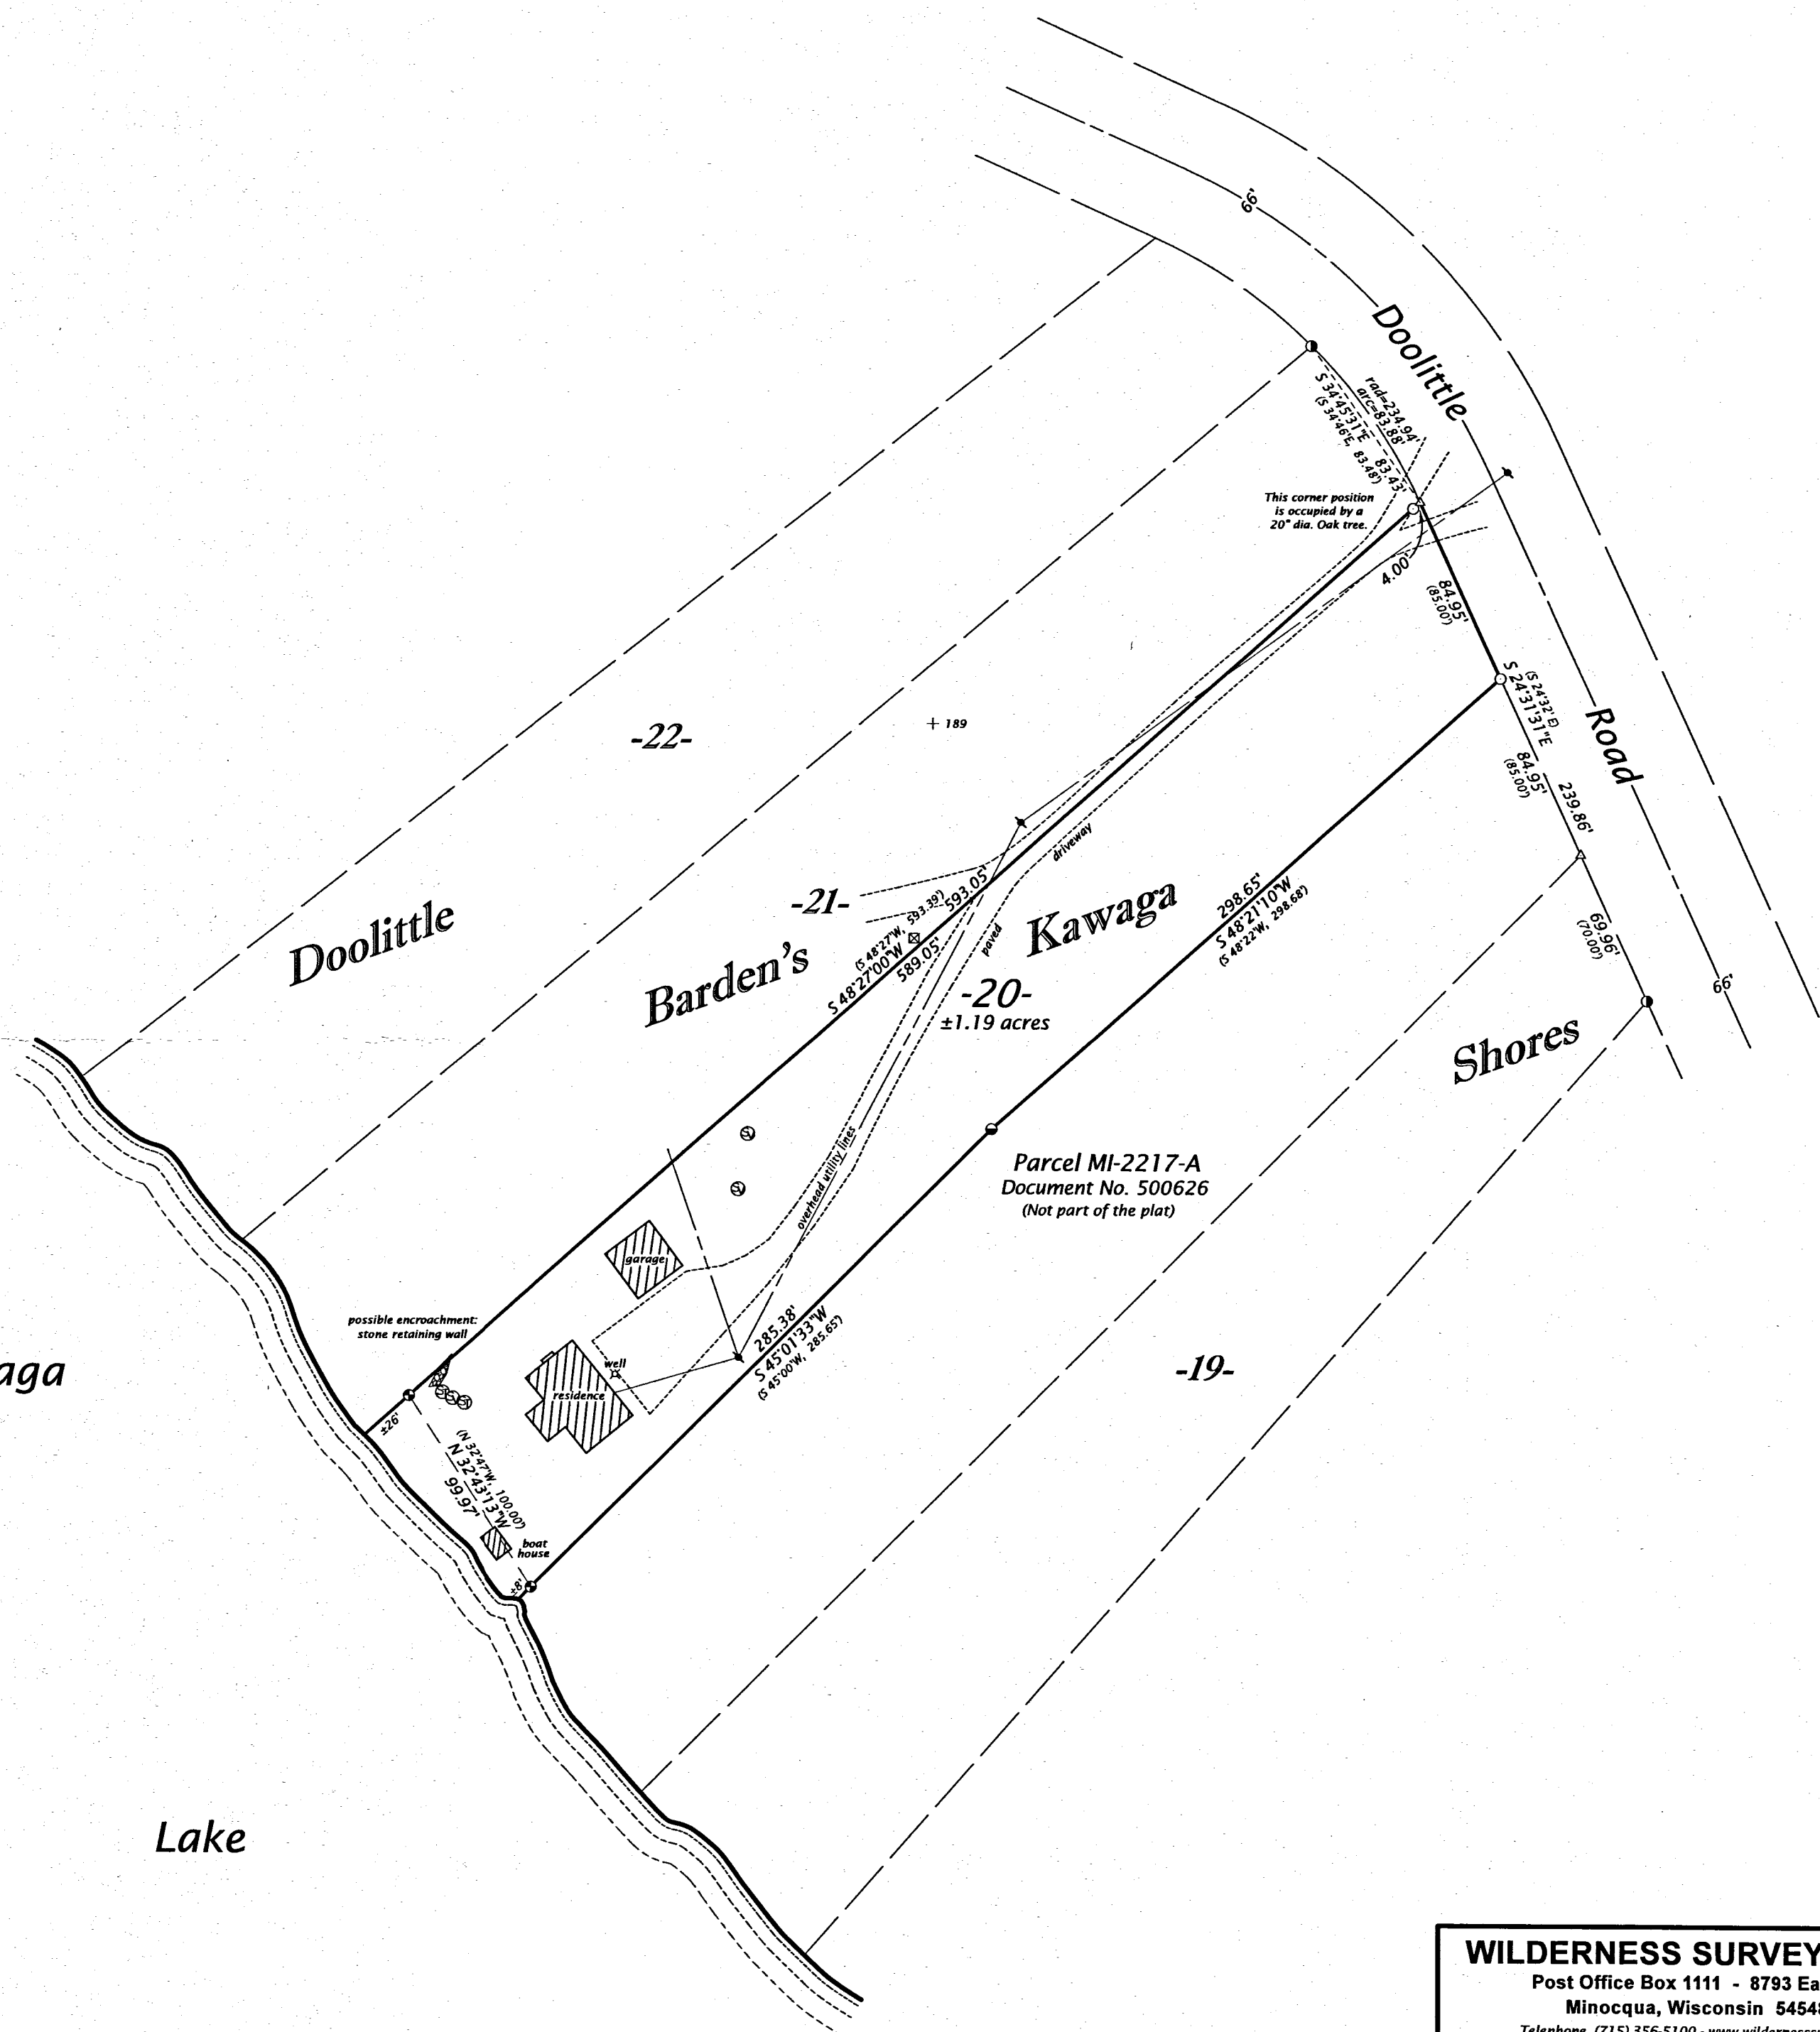 66'
Doolittle
rad=234.94'
arc=83.88'
S 34°45'31"E 83.43'
(S 34°46'E, 83.48')
This corner position
is occupied by a
20" dia. Oak tree.
4.00'
84.95'
(85.00')
(S 24°32' E)
S 24°31'31"E
84.95'
(85.00')
239.86'
Road
69.96'
(70.00')
66'
-22-
189
driveway
-21-
(S 48°27'W, 593.39')
593.05'
S 48°27'00"W
589.05'
paved
Kawaga
298.65'
S 48°21'10"W
(S 48°22'W, 298.68')
Doolittle
Barden's
-20-
±1.19 acres
Shores
overhead utility lines
Parcel MI-2217-A
Document No. 500626
(Not part of the plat)
garage
possible encroachment:
stone retaining wall
well
residence
285.38'
S 45°01'33"W
(S 45°00'W, 285.65')
-19-
aga
±26'
(N 32°47'W, 100.00')
N 32°43'13"W
99.97'
boat
house
±8'
Lake
WILDERNESS SURVEY
Post Office Box 1111 - 8793 Ea
Minocqua, Wisconsin 54548
Telephone (715) 356-5100